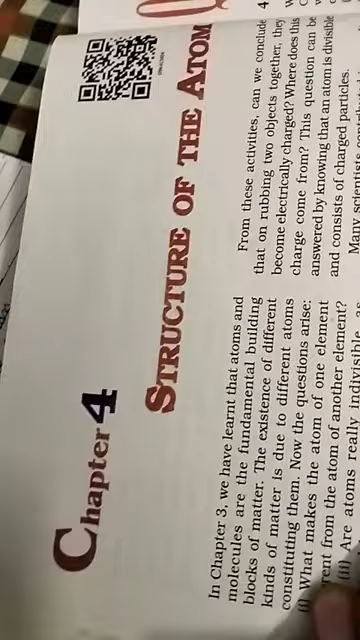 Chapter 4
STRUCTURE OF THE ATOM
In Chapter 3, we have learnt that atoms and
molecules are the fundamental building
blocks of matter. The existence of different
kinds of matter is due to different atoms
constituting them. Now the questions arise:
(i) What makes the atom of one element
rent from the atom of another element?
(ii) Are atoms really
From these activities, can we conclude
that on rubbing two objects together, they
become electrically charged? Where does this
charge come from? This question can be
answered by knowing that an atom is divisible
and consists of charged particles.
Many scientists
4